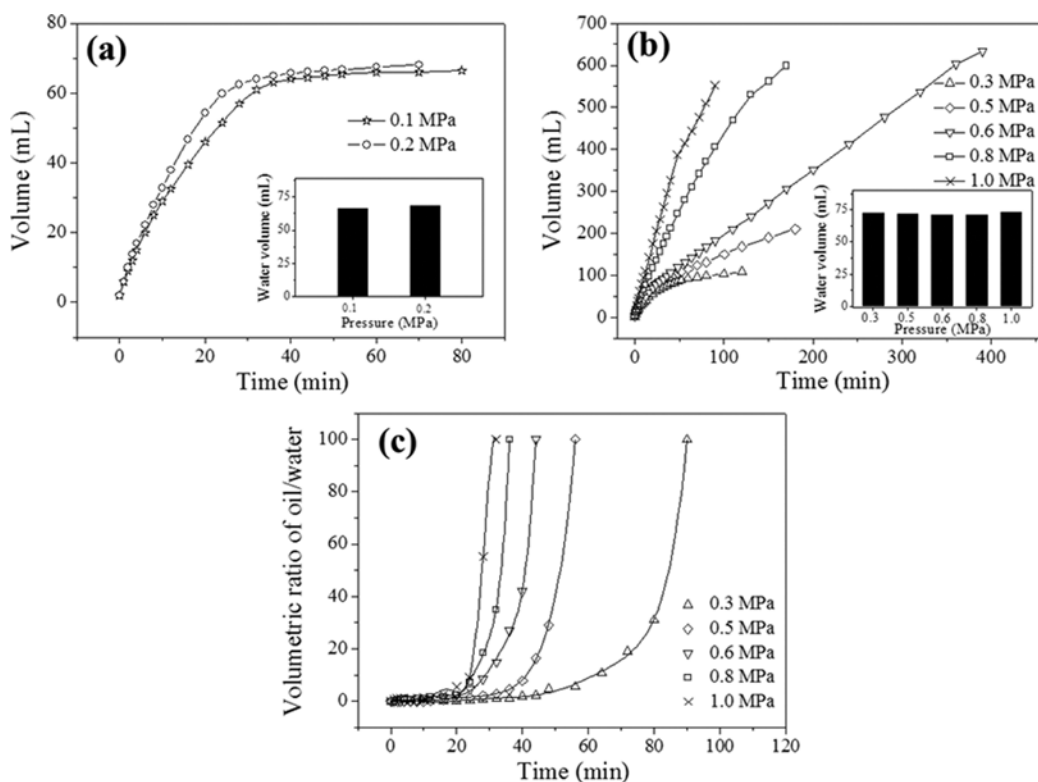 (a)
Volume (mL)
80
60
40
20
0
0 20 40 60 80
Time (min)
0.1 MPa
0.2 MPa
Water volume (mL)
75
50
25
0
0.1 0.2
Pressure (MPa)
(b)
Volume (mL)
700
600
500
400
300
200
100
0
0 100 200 300 400
Time (min)
0.3 MPa
0.5 MPa
0.6 MPa
0.8 MPa
1.0 MPa
Water volume (mL)
75
50
25
0
0.3 0.5 0.6 0.8 1.0
Pressure (MPa)
(c)
Volumetric ratio of oil/water
100
80
60
40
20
0
0 20 40 60 80 100 120
Time (min)
0.3 MPa
0.5 MPa
0.6 MPa
0.8 MPa
1.0 MPa